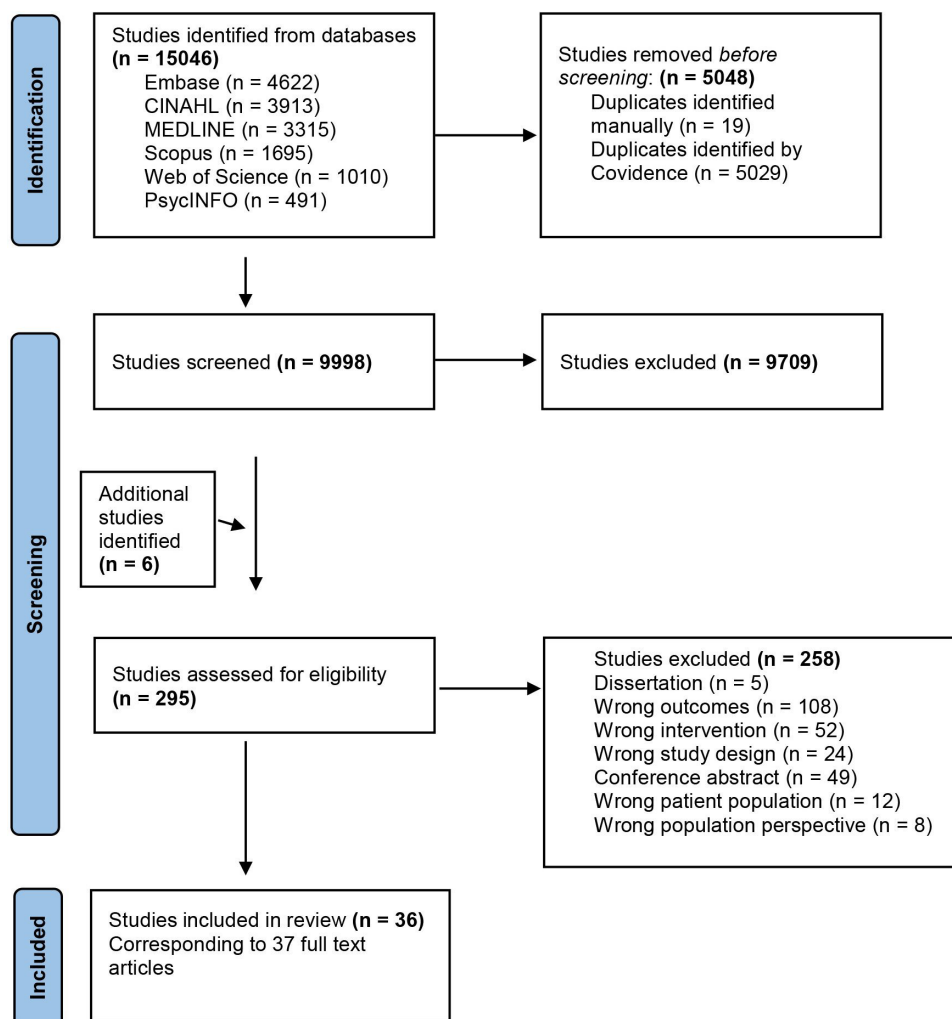 Identification
Studies identified from databases
(n = 15046)
Embase (n = 4622)
CINAHL (n = 3913)
MEDLINE (n = 3315)
Scopus (n = 1695)
Web of Science (n = 1010)
PsycINFO (n = 491)
Studies removed before
screening: (n = 5048)
Duplicates identified
manually (n = 19)
Duplicates identified by
Covidence (n = 5029)
Screening
Studies screened (n = 9998)
Studies excluded (n = 9709)
Additional
studies
identified
(n = 6)
Studies assessed for eligibility
(n = 295)
Studies excluded (n = 258)
Dissertation (n = 5)
Wrong outcomes (n = 108)
Wrong intervention (n = 52)
Wrong study design (n = 24)
Conference abstract (n = 49)
Wrong patient population (n = 12)
Wrong population perspective (n = 8)
Included
Studies included in review (n = 36)
Corresponding to 37 full text
articles